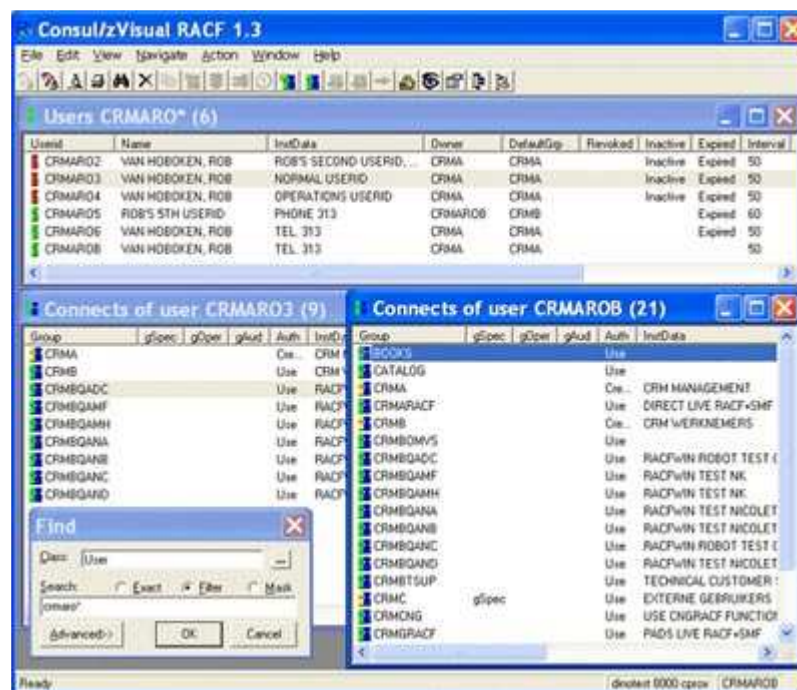 Consul/zVisual RACF 1.3
File Edit View Navigate Action Window Help
Users CRMARO* (6)
Userid Name InstData Owner DefaultGrp Revoked Inactive Expired Interval
CRMARO2 VAN HOBOKEN, ROB ROB'S SECOND USERID, ... CRMA CRMA Inactive Expired 50
CRMARO3 VAN HOBOKEN, ROB NORMAL USERID CRMA CRMA Inactive Expired 50
CRMARO4 VAN HOBOKEN, ROB OPERATIONS USERID CRMA CRMA Inactive Expired 50
CRMARO5 ROB'S 5TH USERID PHONE 313 CRMAROB CRMB Expired 60
CRMARO6 VAN HOBOKEN, ROB TEL. 313 CRMA CRMA Expired 50
CRMAROB VAN HOBOKEN, ROB TEL. 313 CRMA CRMA 50
Connects of user CRMARO3 (9)
Group gSpec gOper gAud Auth InstDa
CRMA Cre... CRM
CRMB Use CRM
CRMBQADC Use RACF
CRMBQAMF Use RACF
CRMBQAMH Use RACF
CRMBQANA Use RACF
CRMBQANB Use RACF
CRMBQANC Use RACF
CRMBQAND Use RACF
Connects of user CRMAROB (21)
Group gSpec gOper gAud Auth InstData
BOOKS Use
CATALOG Use
CRMA Cre... CRM MANAGEMENT
CRMARACF Use DIRECT LIVE RACF+SMF
CRMB Cre... CRM WERKNEMERS
CRMBOMVS Use
CRMBQADC Use RACFWIN ROBOT TEST (
CRMBQAMF Use RACFWIN TEST NK
CRMBQAMH Use RACFWIN TEST NK
CRMBQANA Use RACFWIN TEST NICOLET
CRMBQANB Use RACFWIN TEST NICOLET
CRMBQANC Use RACFWIN ROBOT TEST (
CRMBQAND Use RACFWIN TEST NICOLET
CRMBTSUP Use TECHNICAL CUSTOMER
CRMC gSpec Use EXTERNE GEBRUIKERS
CRMCNG Use USE CNGRACF FUNCTION
CRMGRACF Use PADS LIVE RACF+SMF
Find
Class: User ...
Search: Exact Filter Mask
crmaro*
Advanced>> OK Cancel
Ready dinotest 8000 cprov CRMAROB